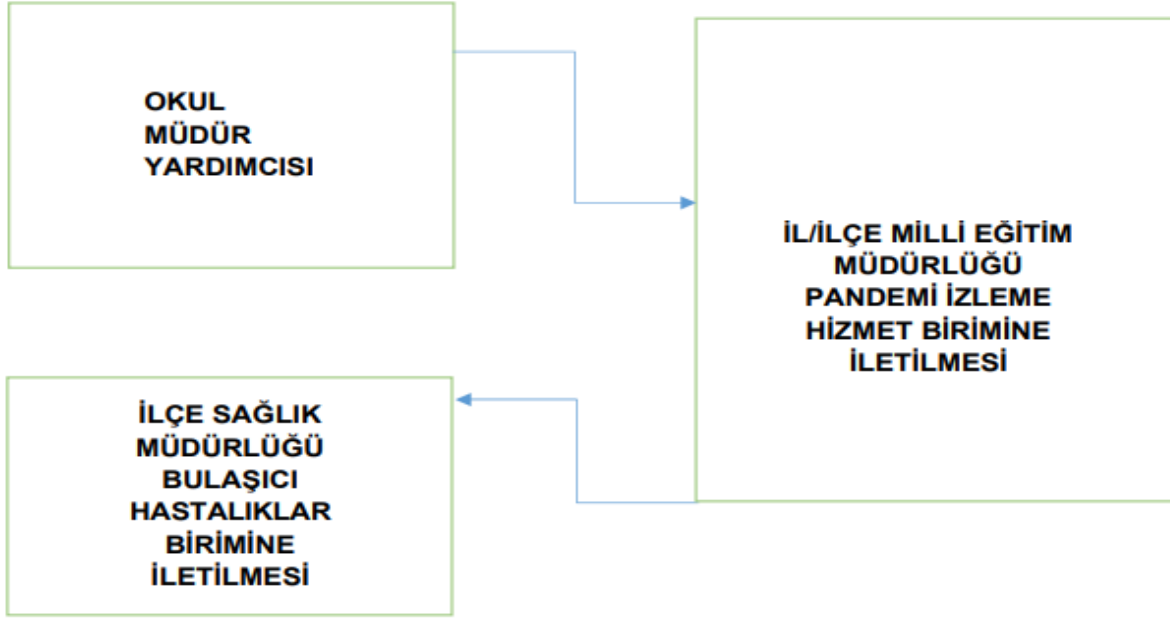 OKUL
MÜDÜR
YARDIMCISI
İL/İLÇE MİLLİ EĞİTİM
MÜDÜRLÜĞÜ
PANDEMİ İZLEME
HİZMET BİRİMİNE
İLETİLMESİ
İLÇE SAĞLIK
MÜDÜRLÜĞÜ
BULAŞICI
HASTALIKLAR
BİRİMİNE
İLETİLMESİ